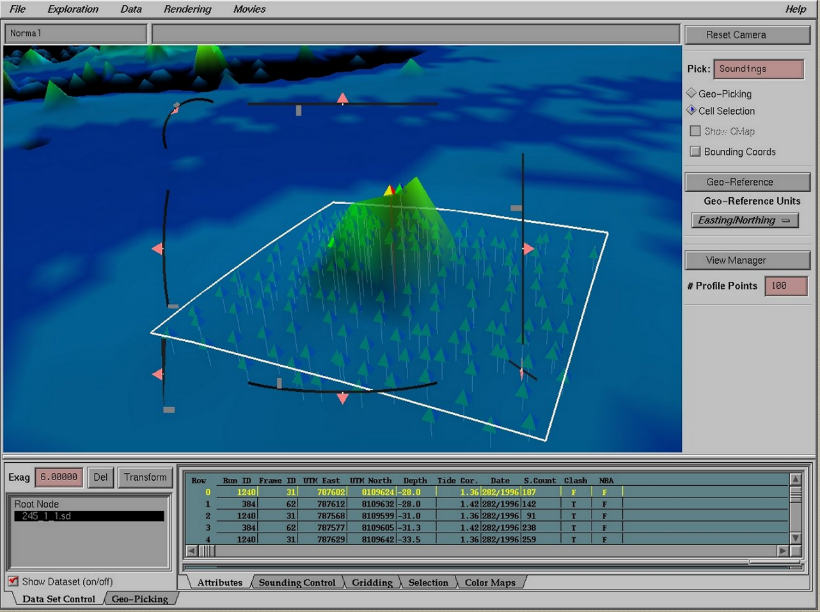 File Exploration Data Rendering Movies Help
Normal
Reset Camera
Pick: Soundings
Geo-Picking
Cell Selection
Show CMap
Bounding Coords
Geo-Reference
Geo-Reference Units
Easting/Northing
View Manager
# Profile Points 100
Exag 6.00000 Del Transform
Root Node
245_1_1.sd
Show Dataset (on/off)
Data Set Control Geo-Picking
Row Run ID Frame ID UTM East UTM North Depth Tide Cor. Date S.Count Clash NBA
0 1240 31 787602 8109624 -28.0 1.36 282/1996 187 F F
1 384 62 787612 8109632 -28.0 1.42 282/1996 142 T F
2 1240 31 787568 8109599 -31.0 1.36 282/1996 91 T F
3 384 62 787577 8109605 -31.3 1.42 282/1996 238 T F
4 1240 31 787629 8109642 -33.5 1.36 282/1996 259 T F
Attributes Sounding Control Gridding Selection Color Maps